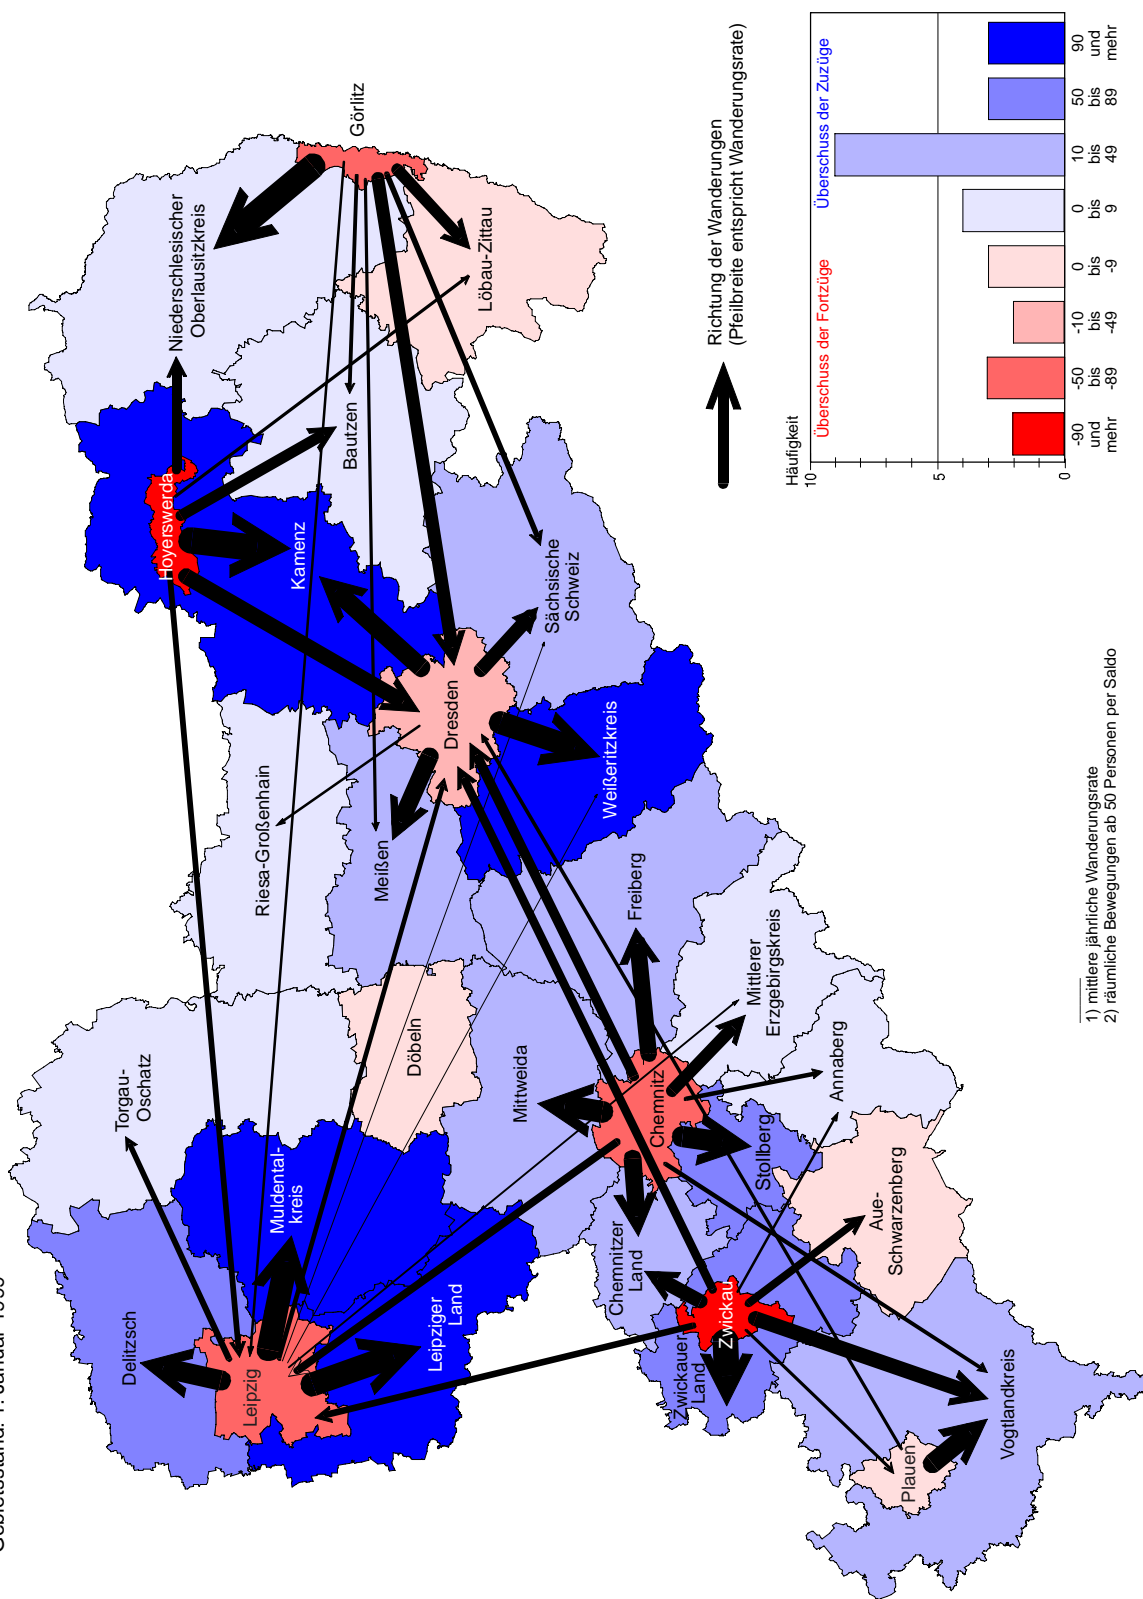 Gebietsstand: 1. Januar
Delitzsch
Torgau-
Oschatz
Leipzig
Muldental-
kreis
Leipziger
Land
Riesa-Großenhain
Hoyerswerda
Niederschlesischer
Oberlausitzkreis
Kamenz
Bautzen
Görlitz
Meißen
Döbeln
Dresden
Löbau-Zittau
Mittweida
Sächsische
Schweiz
Weißeritzkreis
Freiberg
Chemnitzer
Land
Chemnitz
Zwickauer
Land
Zwickau
Stollberg
Mittlerer
Erzgebirgskreis
Annaberg
Aue-
Schwarzenberg
Plauen
Vogtlandkreis
Richtung der Wanderungen
(Pfeilbreite entspricht Wanderungsrate)
Häufigkeit
10
5
0
Überschuss der Fortzüge
Überschuss der Zuzüge
-90
und
mehr
-50
bis
-89
-10
bis
-49
0
bis
-9
0
bis
9
10
bis
49
50
bis
89
90
und
mehr
1) mittlere jährliche Wanderungsrate
2) räumliche Bewegungen ab 50 Personen per Saldo